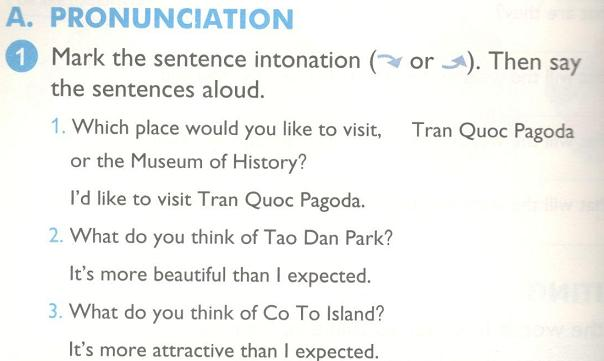 A. PRONUNCIATION
1 Mark the sentence intonation (↘ or ↗). Then say
the sentences aloud.
1. Which place would you like to visit, Tran Quoc Pagoda
or the Museum of History?
I'd like to visit Tran Quoc Pagoda.
2. What do you think of Tao Dan Park?
It's more beautiful than I expected.
3. What do you think of Co To Island?
It's more attractive than I expected.